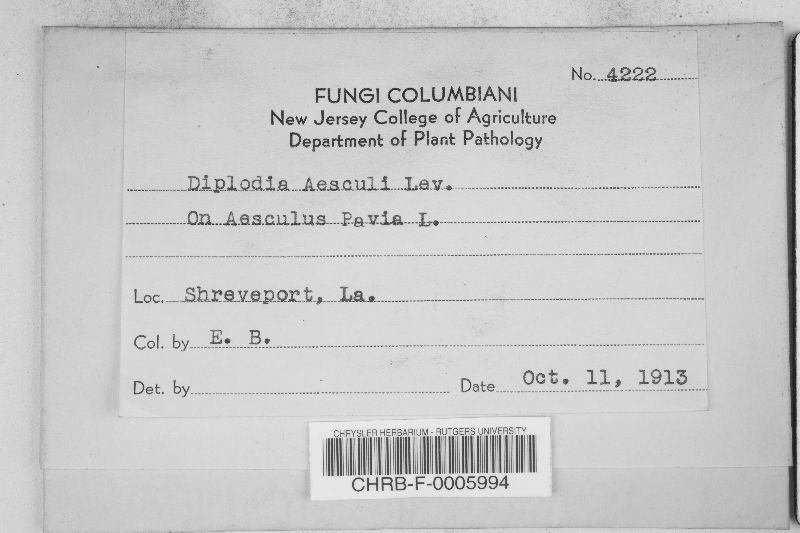 No. 4222
FUNGI COLUMBIANI
New Jersey College of Agriculture
Department of Plant Pathology
Diplodia Aesculi Lev.
On Aesculus Pavia L.
Loc. Shreveport, La.
Col. by E. B.
Det. by
Date Oct. 11, 1913
CHRYSLER HERBARIUM - RUTGERS UNIVERSITY
CHRB-F-0005994